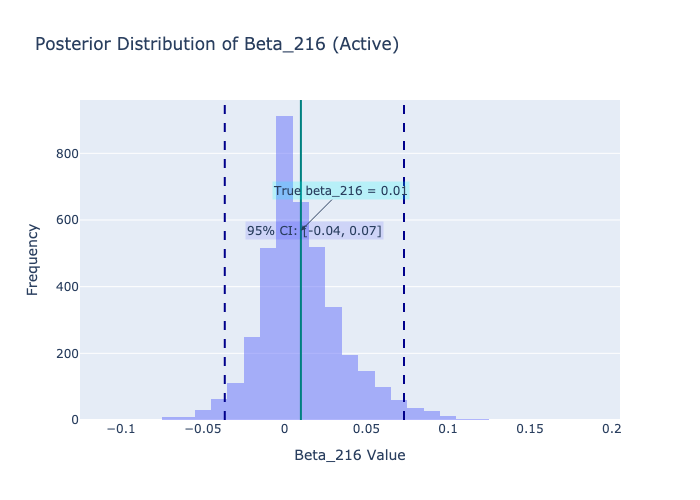 Posterior Distribution of Beta_216 (Active)
800
True beta_216 = 0.01
600
95% CI: [-0.04, 0.07]
Frequency
400
200
0
−0.1
−0.05
0
0.05
0.1
0.15
0.2
Beta_216 Value